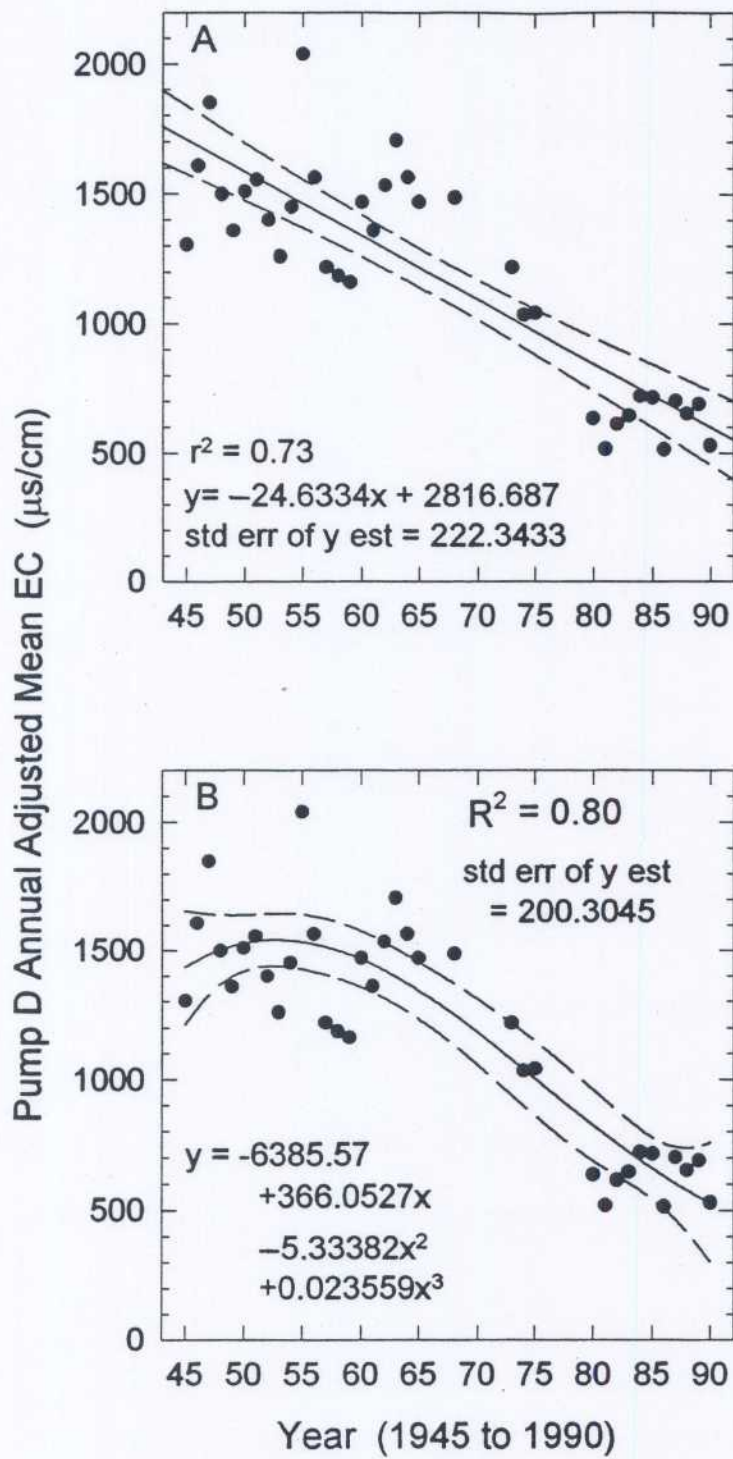 Pump D Annual Adjusted Mean EC (µs/cm)
A
2000
1500
1000
500
0
r² = 0.73
y= –24.6334x + 2816.687
std err of y est = 222.3433
45 50 55 60 65 70 75 80 85 90
B
R² = 0.80
std err of y est
= 200.3045
2000
1500
1000
500
0
y = -6385.57
+366.0527x
–5.33382x²
+0.023559x³
45 50 55 60 65 70 75 80 85 90
Year (1945 to 1990)